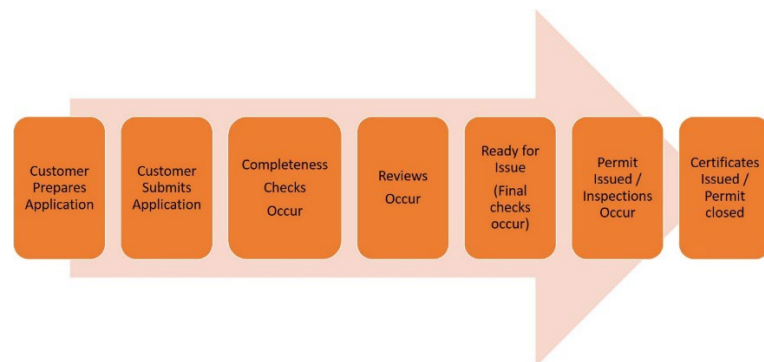 Customer
Prepares
Application
Customer
Submits
Application
Completeness
Checks
Occur
Reviews
Occur
Ready for
Issue
(Final
checks
occur)
Permit
Issued /
Inspections
Occur
Certificates
Issued /
Permit
closed